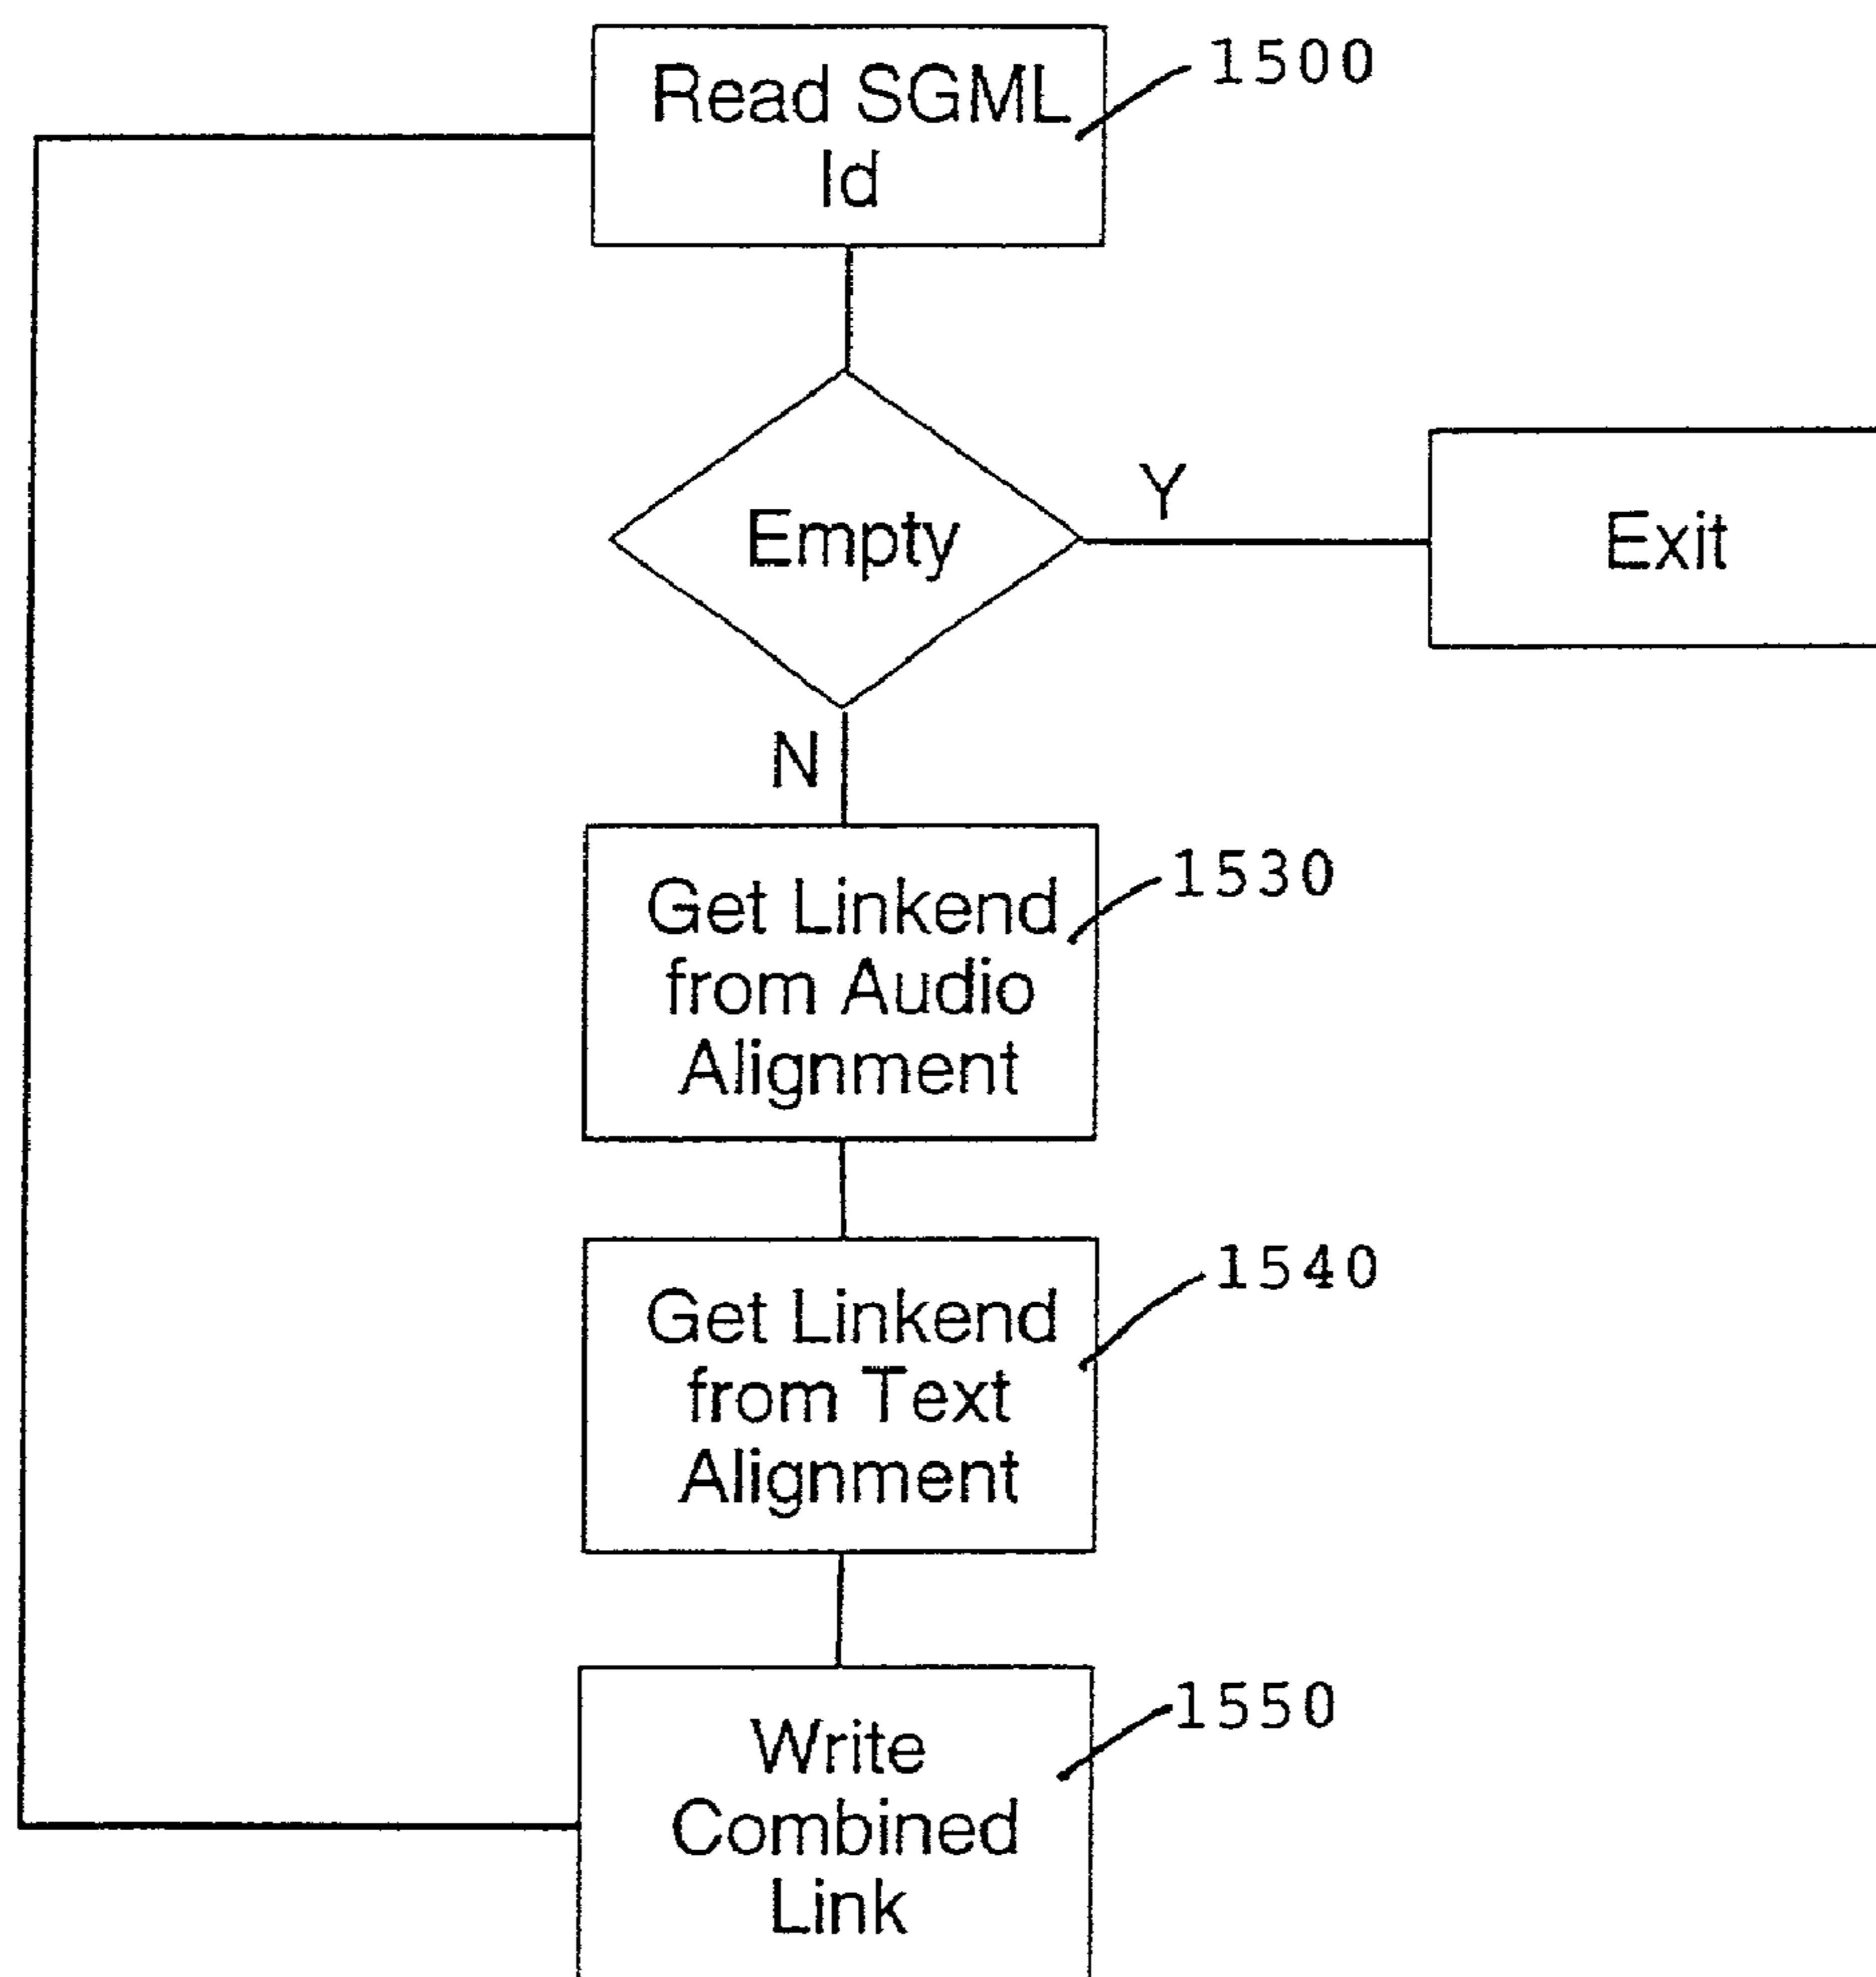 Read SGML
Id
1500
Empty
Y
Exit
N
Get Linkend
from Audio
Alignment
1530
Get Linkend
from Text
Alignment
1540
Write
Combined
Link
1550